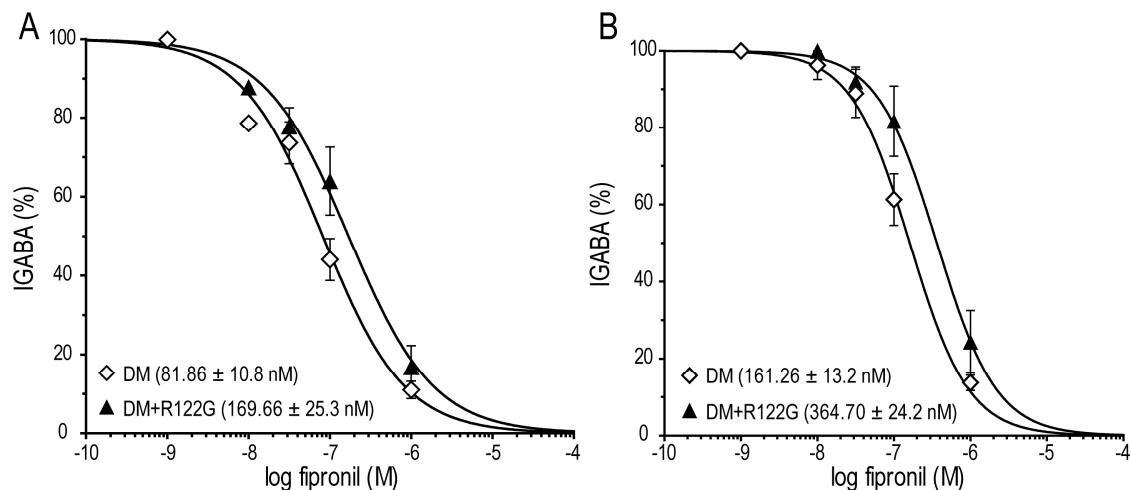 A
100
80
60
40
20
0
IGABA (%)
◇ DM (81.86 ± 10.8 nM)
▲ DM+R122G (169.66 ± 25.3 nM)
-10 -9 -8 -7 -6 -5 -4
log fipronil (M)
B
100
80
60
40
20
0
IGABA (%)
◇ DM (161.26 ± 13.2 nM)
▲ DM+R122G (364.70 ± 24.2 nM)
-10 -9 -8 -7 -6 -5 -4
log fipronil (M)